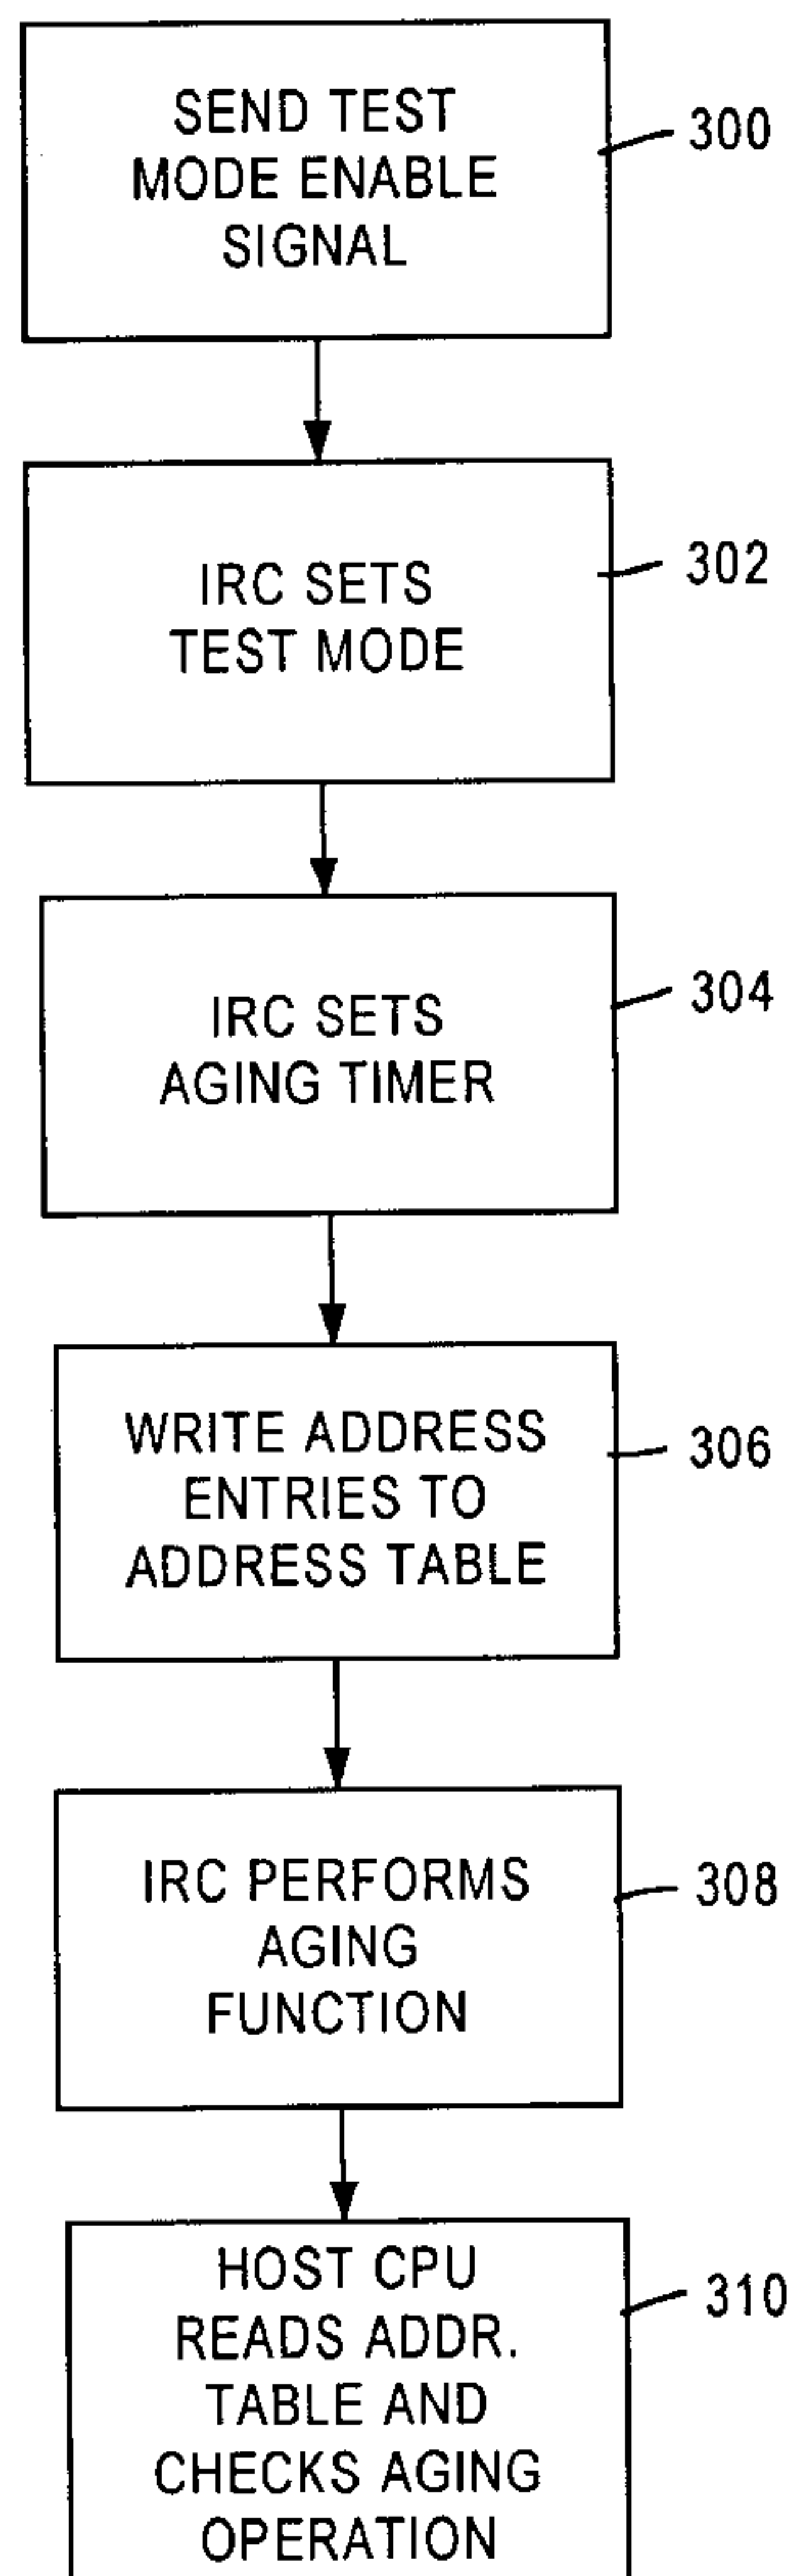 SEND TEST
MODE ENABLE
SIGNAL
300
IRC SETS
TEST MODE
302
IRC SETS
AGING TIMER
304
WRITE ADDRESS
ENTRIES TO
ADDRESS TABLE
306
IRC PERFORMS
AGING
FUNCTION
308
HOST CPU
READS ADDR.
TABLE AND
CHECKS AGING
OPERATION
310